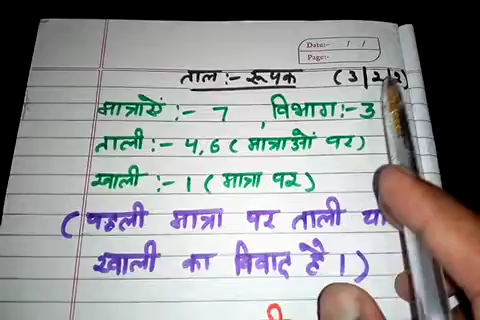 Date:- / /
Page:-
ताल:- रूपक (3|2|2)
मात्राएं:- 7 , विभाग:- 3
ताली:- 4,6 ( मात्राओं पर)
खाली:- 1 ( मात्रा पर)
( पहली मात्रा पर ताली या
खाली का विवाद है।)